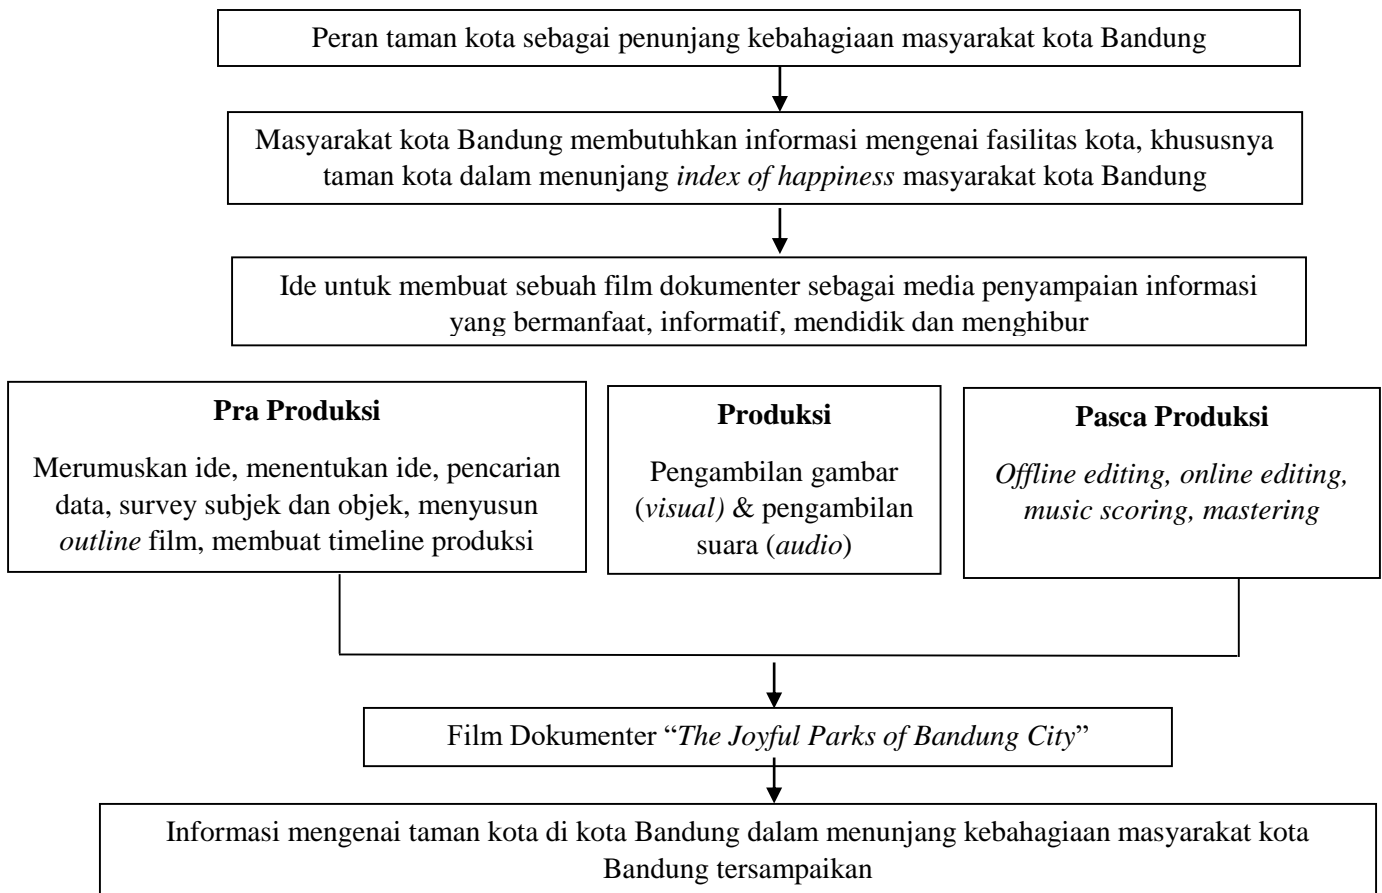 Peran taman kota sebagai penunjang kebahagiaan masyarakat kota Bandung
Masyarakat kota Bandung membutuhkan informasi mengenai fasilitas kota, khususnya
taman kota dalam menunjang index of happiness masyarakat kota Bandung
Ide untuk membuat sebuah film dokumenter sebagai media penyampaian informasi
yang bermanfaat, informatif, mendidik dan menghibur
Pra Produksi
Merumuskan ide, menentukan ide, pencarian
data, survey subjek dan objek, menyusun
outline film, membuat timeline produksi
Produksi
Pengambilan gambar
(visual) & pengambilan
suara (audio)
Pasca Produksi
Offline editing, online editing,
music scoring, mastering
Film Dokumenter “The Joyful Parks of Bandung City”
Informasi mengenai taman kota di kota Bandung dalam menunjang kebahagiaan masyarakat kota
Bandung tersampaikan